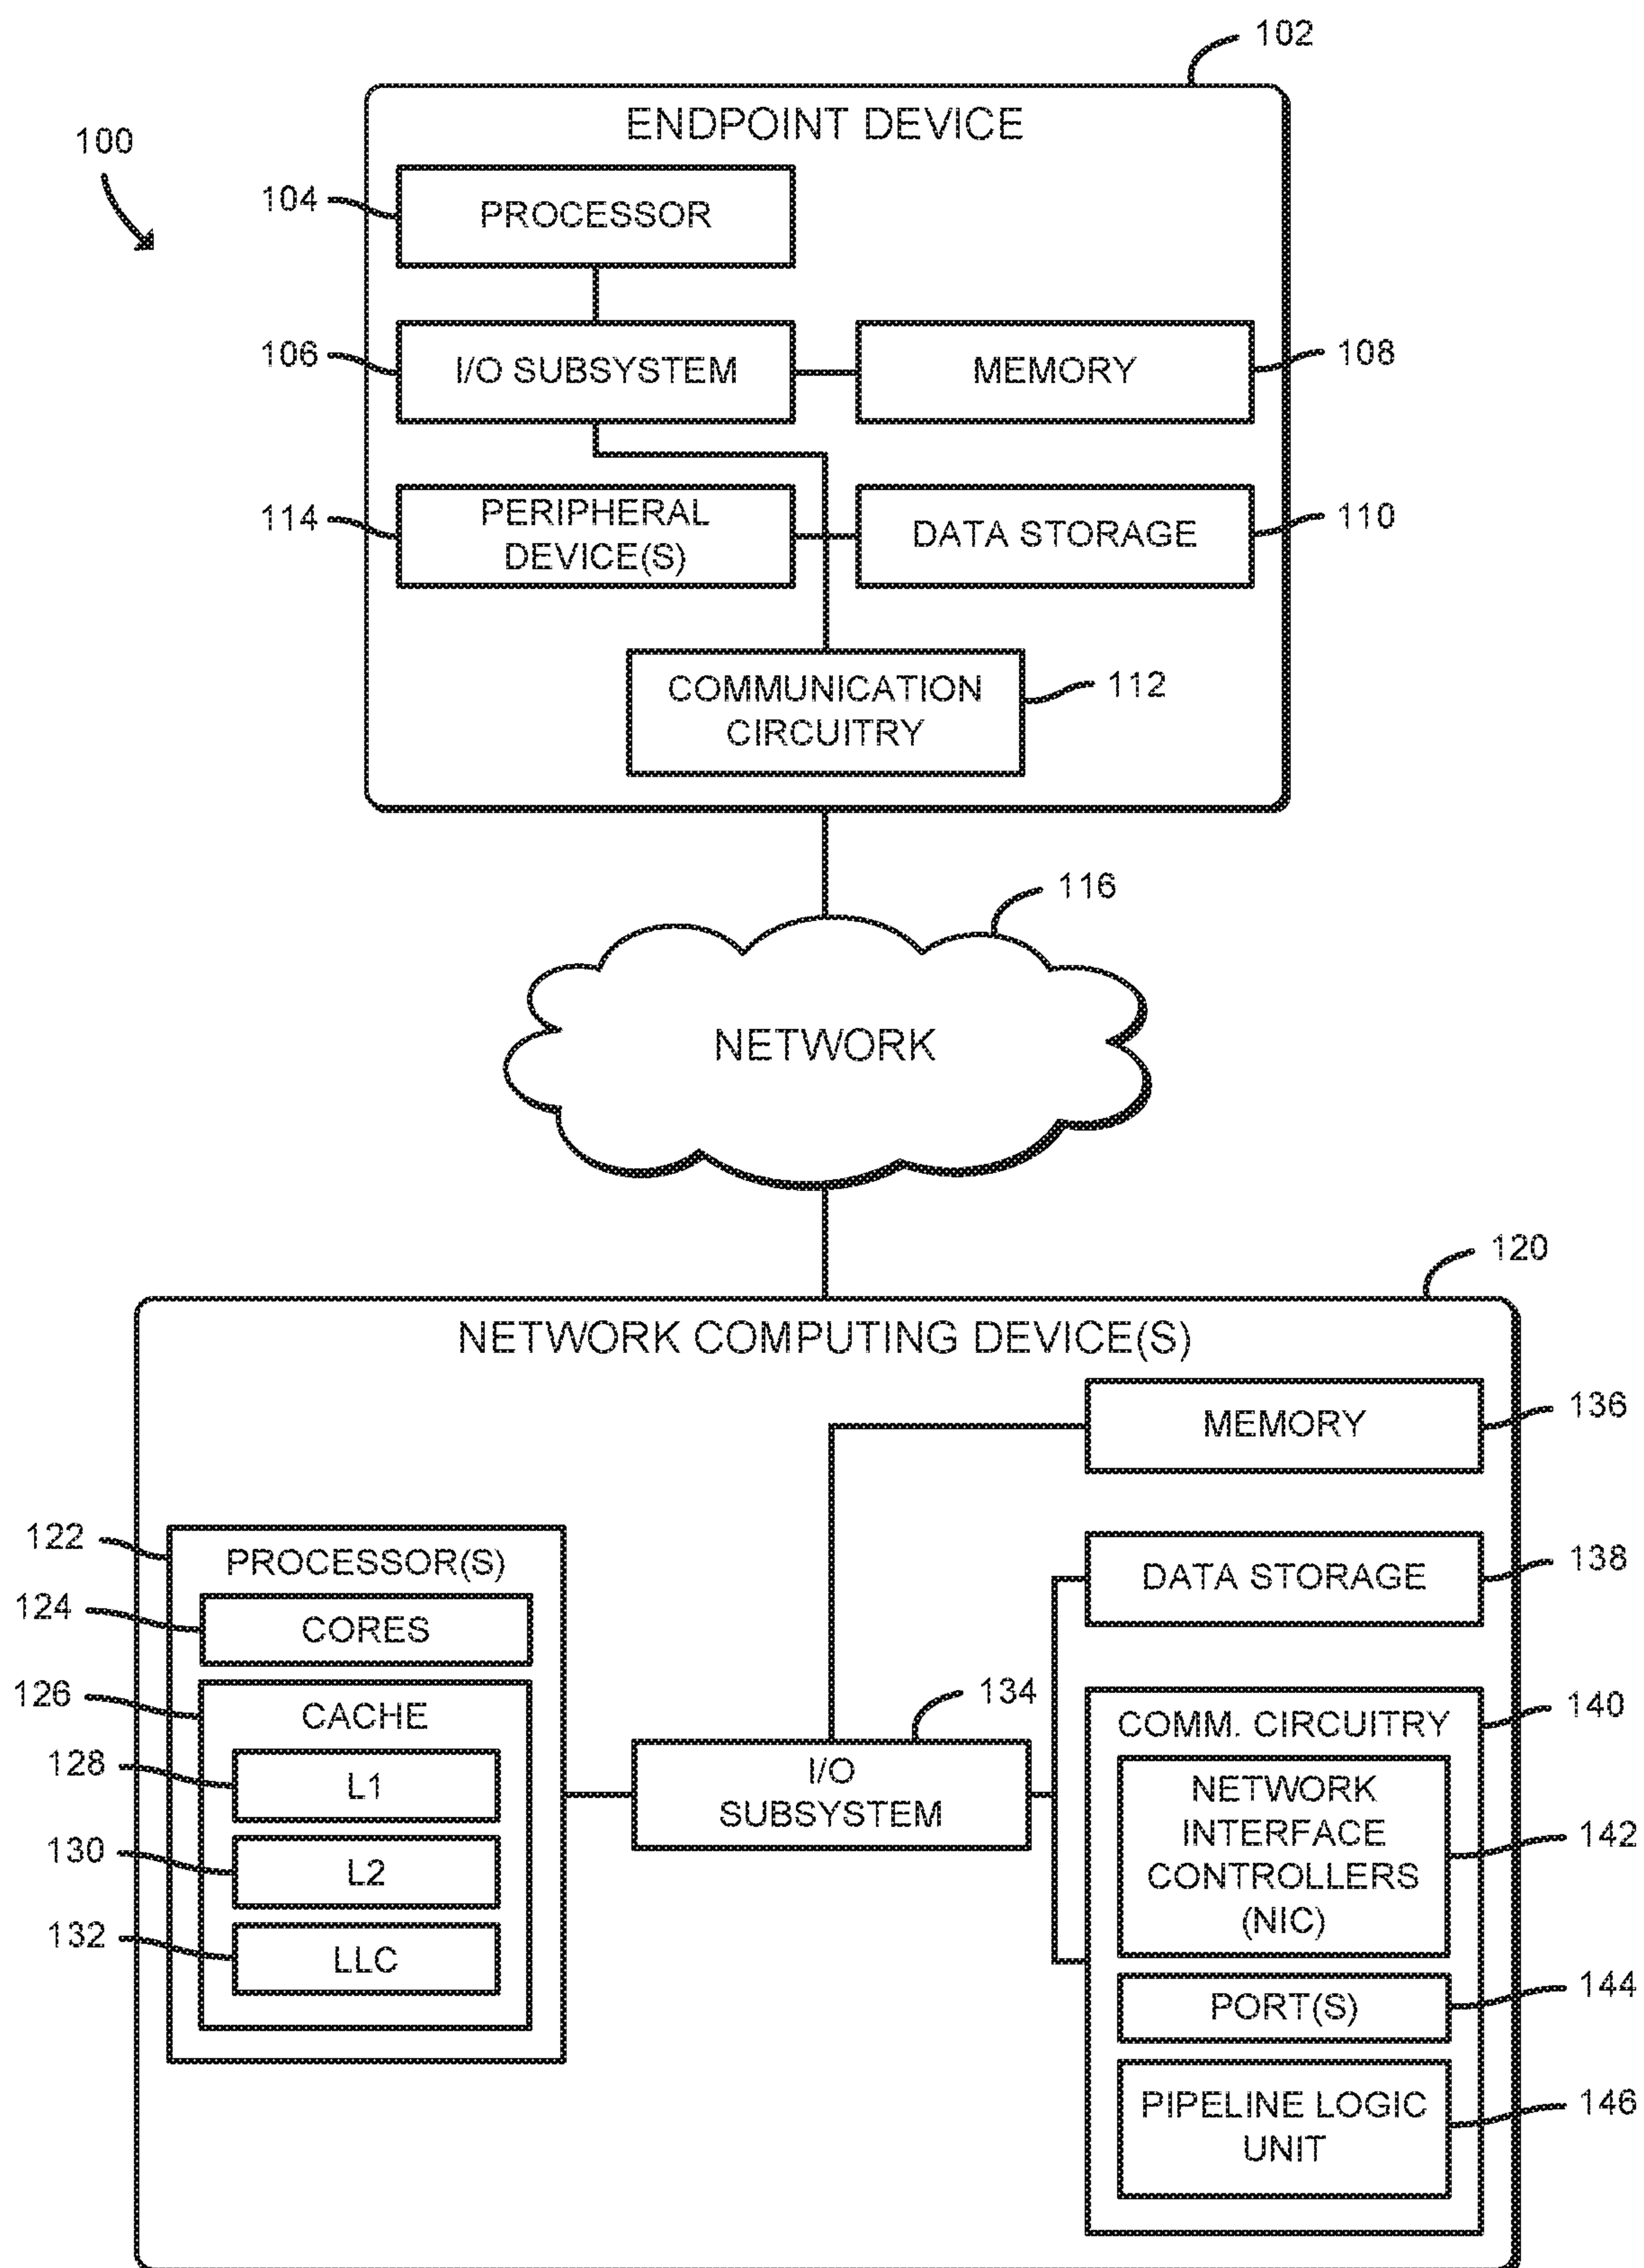 102
ENDPOINT DEVICE
100
104
PROCESSOR
106
I/O SUBSYSTEM
MEMORY
108
114
PERIPHERAL
DEVICE(S)
DATA STORAGE
110
COMMUNICATION
CIRCUITRY
112
116
NETWORK
120
NETWORK COMPUTING DEVICE(S)
MEMORY
136
122
PROCESSOR(S)
DATA STORAGE
138
124
CORES
126
CACHE
134
COMM. CIRCUITRY
140
128
L1
I/O
SUBSYSTEM
NETWORK
INTERFACE
CONTROLLERS
(NIC)
142
130
L2
132
LLC
PORT(S)
144
PIPELINE LOGIC
UNIT
146